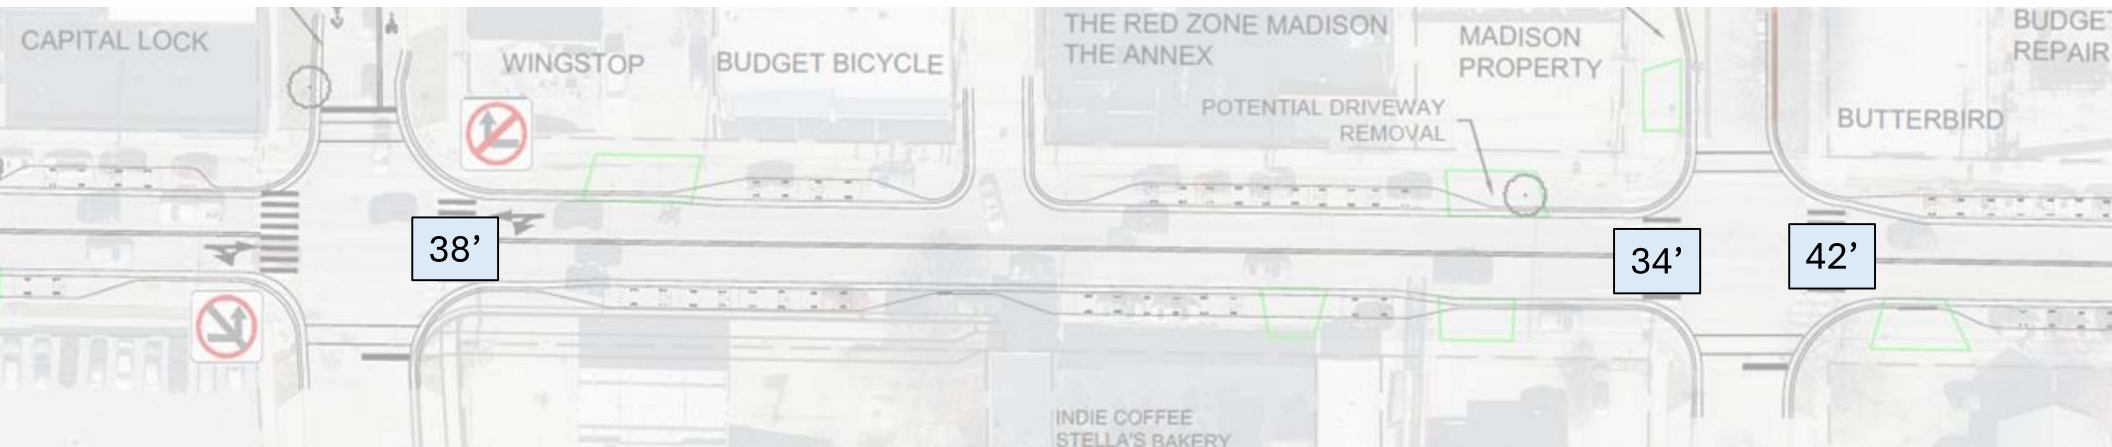 CAPITAL LOCK
WINGSTOP
BUDGET BICYCLE
THE RED ZONE MADISON
THE ANNEX
MADISON
PROPERTY
BUDGE
REPAIR
POTENTIAL DRIVEWAY
REMOVAL
BUTTERBIRD
38’
34’
42’
INDIE COFFEE
STELLA'S BAKERY